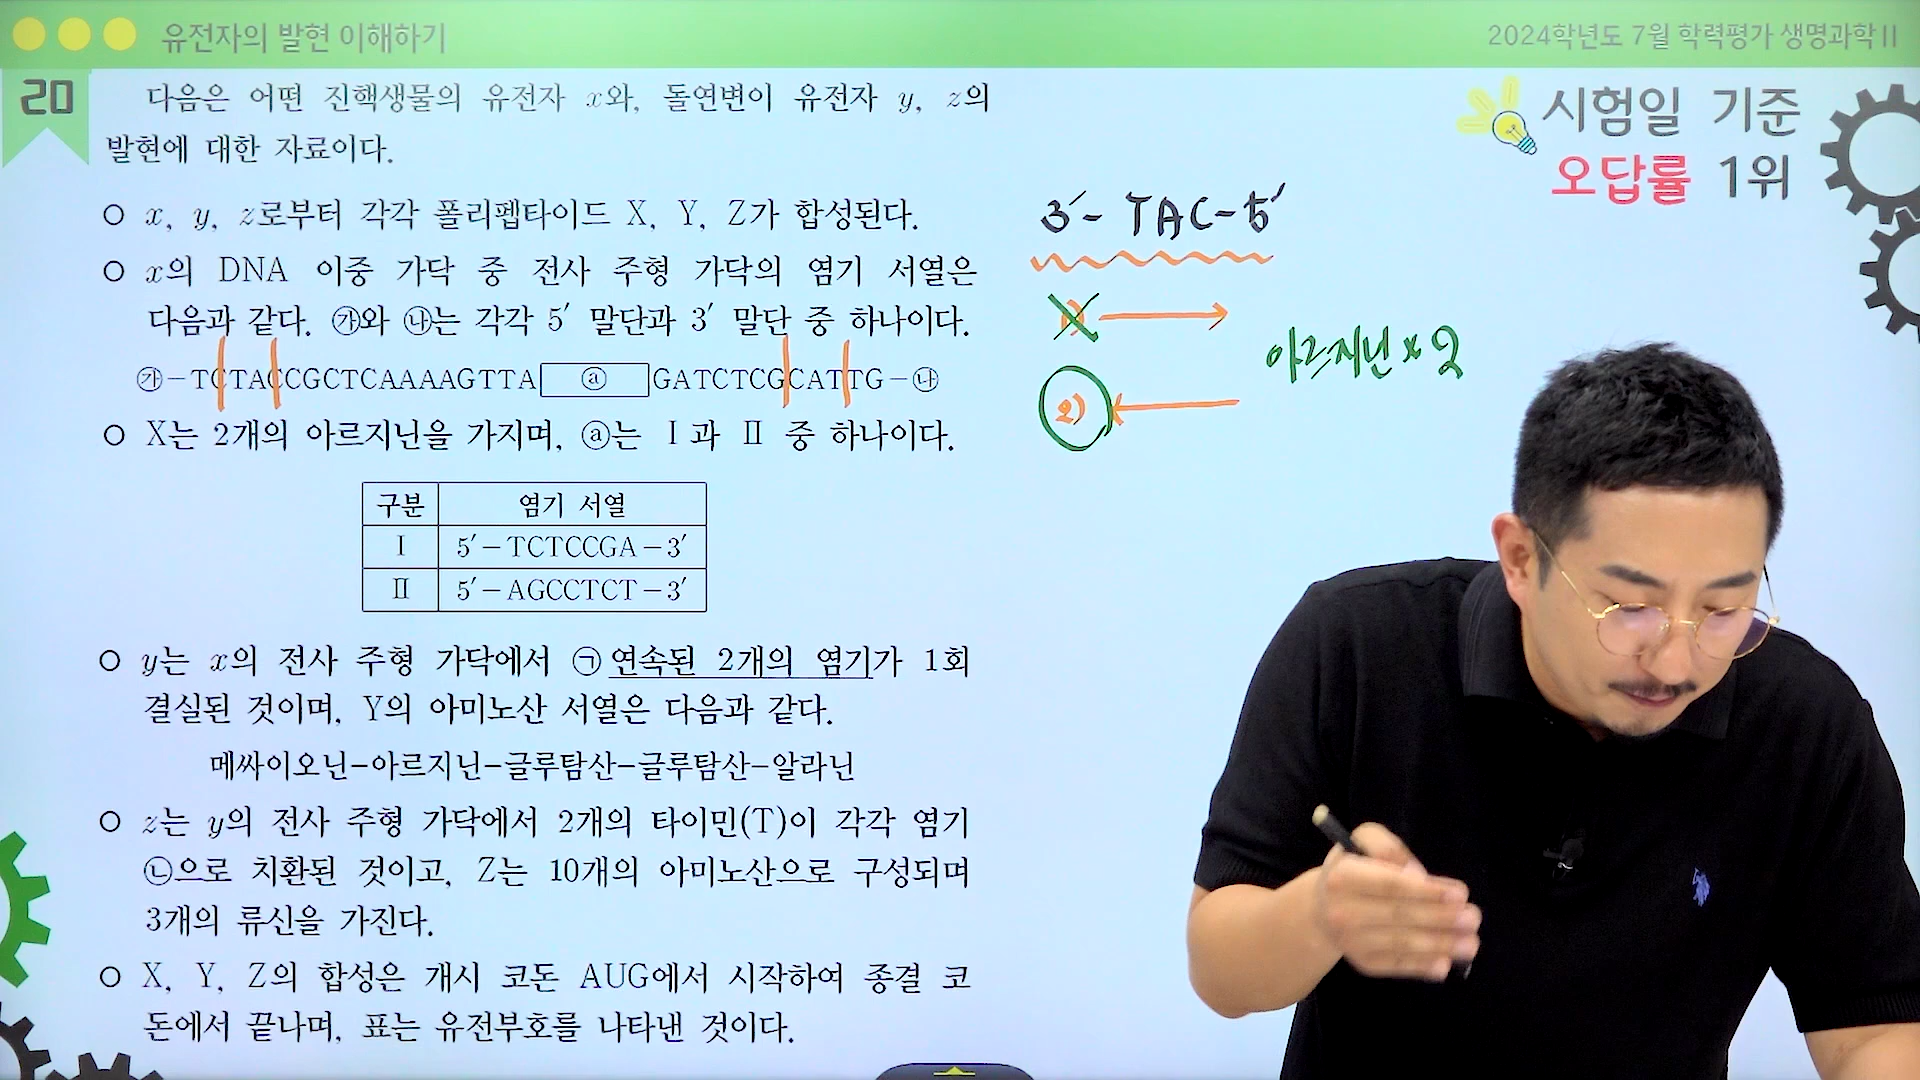 유전자의 발현 이해하기
2024학년도 7월 학력평가 생명과학Ⅱ
20
다음은 어떤 진핵생물의 유전자 x와, 돌연변이 유전자 y, z의
발현에 대한 자료이다.
시험일 기준
오답률 1위
○ x, y, z로부터 각각 폴리펩타이드 X, Y, Z가 합성된다.
○ x의 DNA 이중 가닥 중 전사 주형 가닥의 염기 서열은
다음과 같다. ㉮와 ㉯는 각각 5′ 말단과 3′ 말단 중 하나이다.
㉮-TCTACCGCTCAAAAGTTA ⓐ GATCTCGCATTG-㉯
○ X는 2개의 아르지닌을 가지며, ⓐ는 Ⅰ과 Ⅱ 중 하나이다.
3′- TAC-5′
1)
2)
아르지닌×2
구분 염기 서열
Ⅰ 5′-TCTCCGA-3′
Ⅱ 5′-AGCCTCT-3′
○ y는 x의 전사 주형 가닥에서 ㉠연속된 2개의 염기가 1회
결실된 것이며, Y의 아미노산 서열은 다음과 같다.
메싸이오닌-아르지닌-글루탐산-글루탐산-알라닌
○ z는 y의 전사 주형 가닥에서 2개의 타이민(T)이 각각 염기
㉡으로 치환된 것이고, Z는 10개의 아미노산으로 구성되며
3개의 류신을 가진다.
○ X, Y, Z의 합성은 개시 코돈 AUG에서 시작하여 종결 코
돈에서 끝나며, 표는 유전부호를 나타낸 것이다.